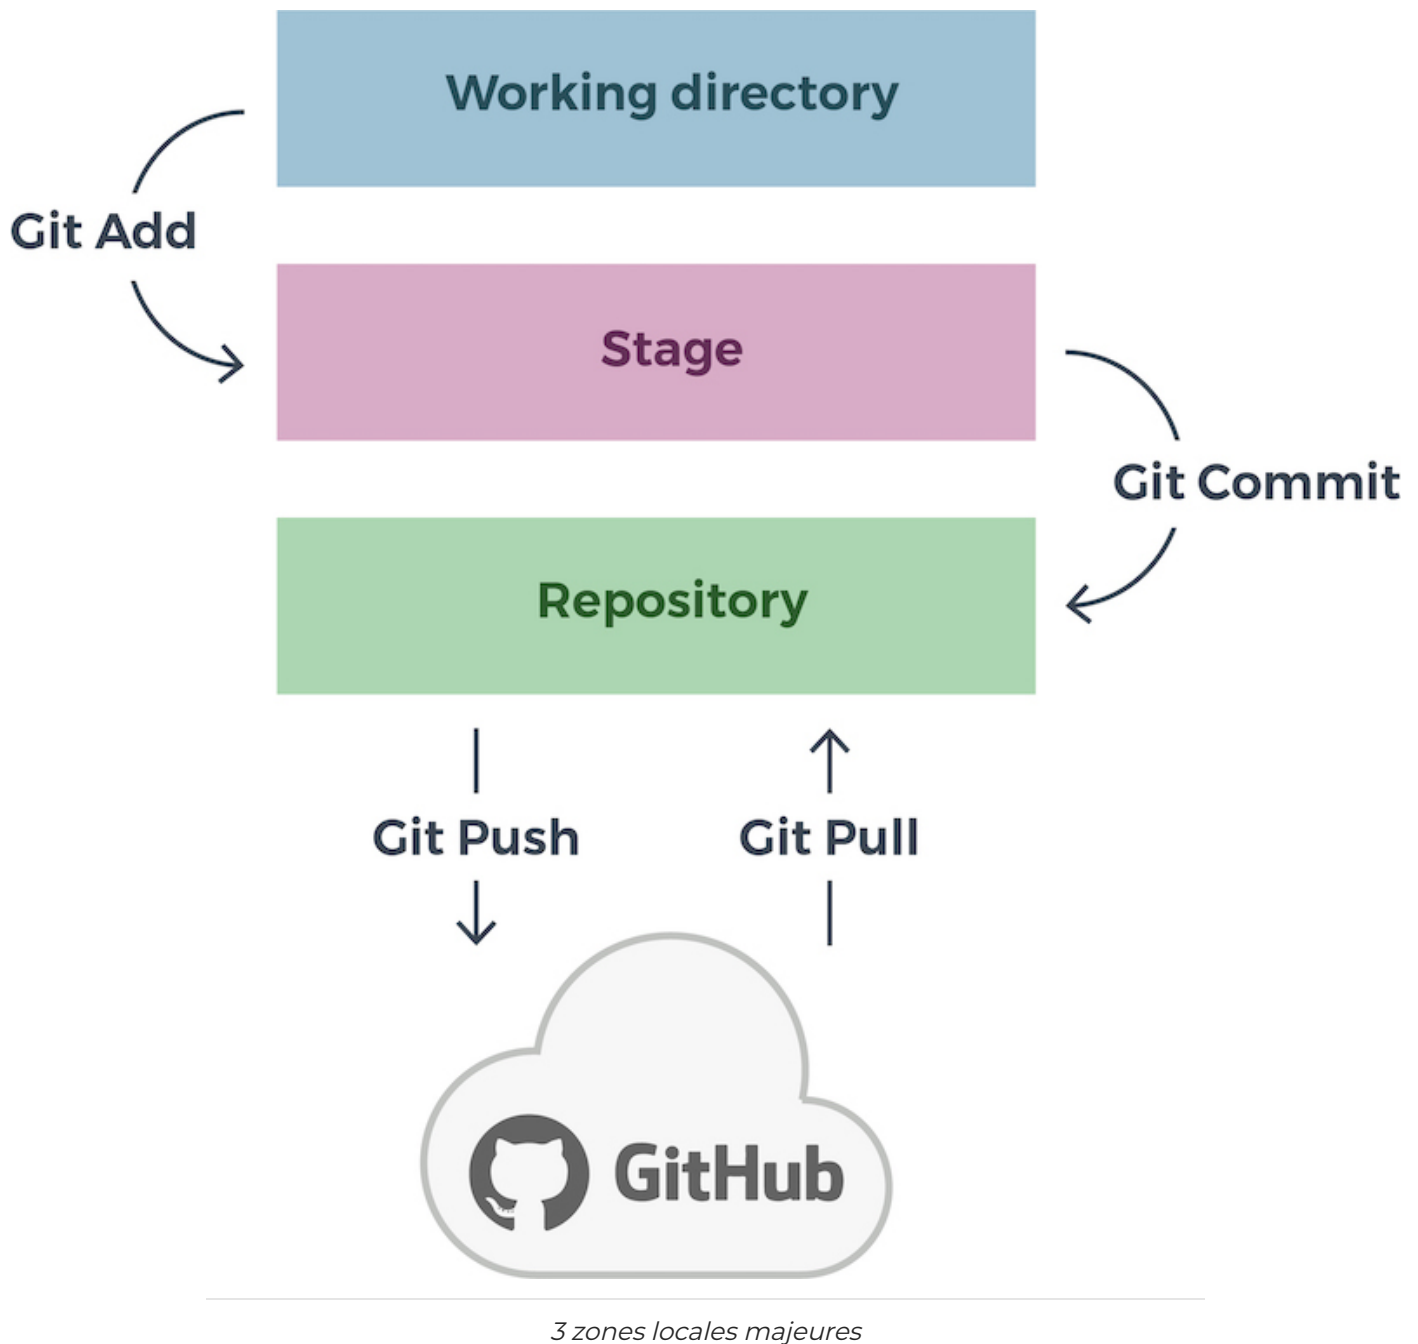 Working directory
Git Add
Stage
Git Commit
Repository
Git Push
Git Pull
GitHub
3 zones locales majeures